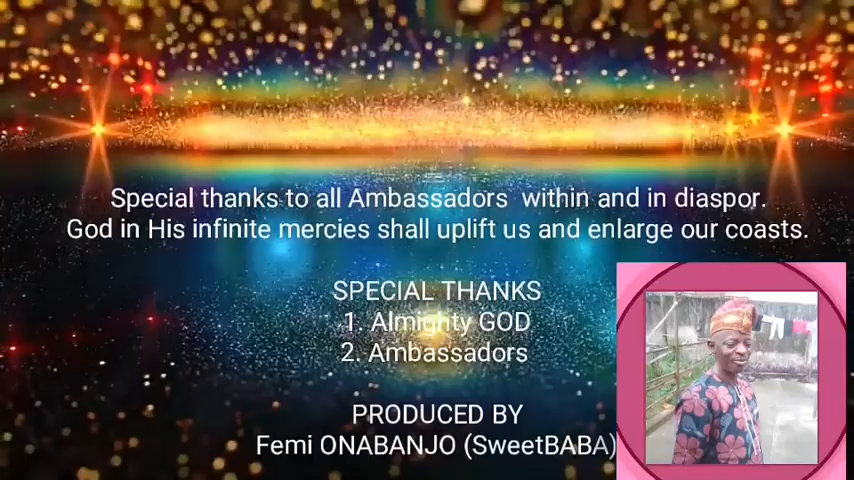 Special thanks to all Ambassadors within and in diaspor.
God in His infinite mercies shall uplift us and enlarge our coasts.
SPECIAL THANKS
1. Almighty GOD
2. Ambassadors
PRODUCED BY
Femi ONABANJO (SweetBABA)